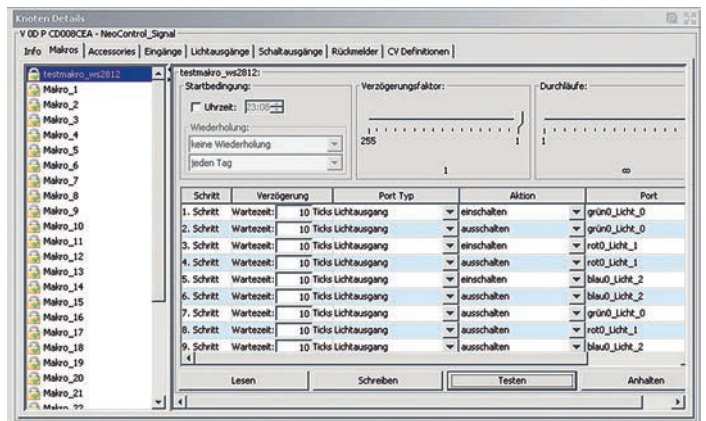 Knoten Details
V 0D P CD008CEA - NeoControl_Signal
Info Makros Accessories Eingänge Lichtausgänge Schaltausgänge Rückmelder CV Definitionen
testmakro_ws2812
Makro_1
Makro_2
Makro_3
Makro_4
Makro_5
Makro_6
Makro_7
Makro_8
Makro_9
Makro_10
Makro_11
Makro_12
Makro_13
Makro_14
Makro_15
Makro_16
Makro_17
Makro_18
Makro_19
Makro_20
Makro_21
Makro_22
testmakro_ws2812:
Startbedingung:
Uhrzeit: 23:08
Wiederholung:
keine Wiederholung
jeden Tag
Verzögerungsfaktor:
255 1
1
Durchläufe:
1
∞
Schritt Verzögerung Port Typ Aktion Port
1. Schritt Wartezeit: 10 Ticks Lichtausgang einschalten grün0_Licht_0
2. Schritt Wartezeit: 10 Ticks Lichtausgang ausschalten grün0_Licht_0
3. Schritt Wartezeit: 10 Ticks Lichtausgang einschalten rot0_Licht_1
4. Schritt Wartezeit: 10 Ticks Lichtausgang ausschalten rot0_Licht_1
5. Schritt Wartezeit: 10 Ticks Lichtausgang einschalten blau0_Licht_2
6. Schritt Wartezeit: 10 Ticks Lichtausgang ausschalten blau0_Licht_2
7. Schritt Wartezeit: 10 Ticks Lichtausgang ausschalten grün0_Licht_0
8. Schritt Wartezeit: 10 Ticks Lichtausgang ausschalten rot0_Licht_1
9. Schritt Wartezeit: 10 Ticks Lichtausgang ausschalten blau0_Licht_2
Lesen Schreiben Testen Anhalten